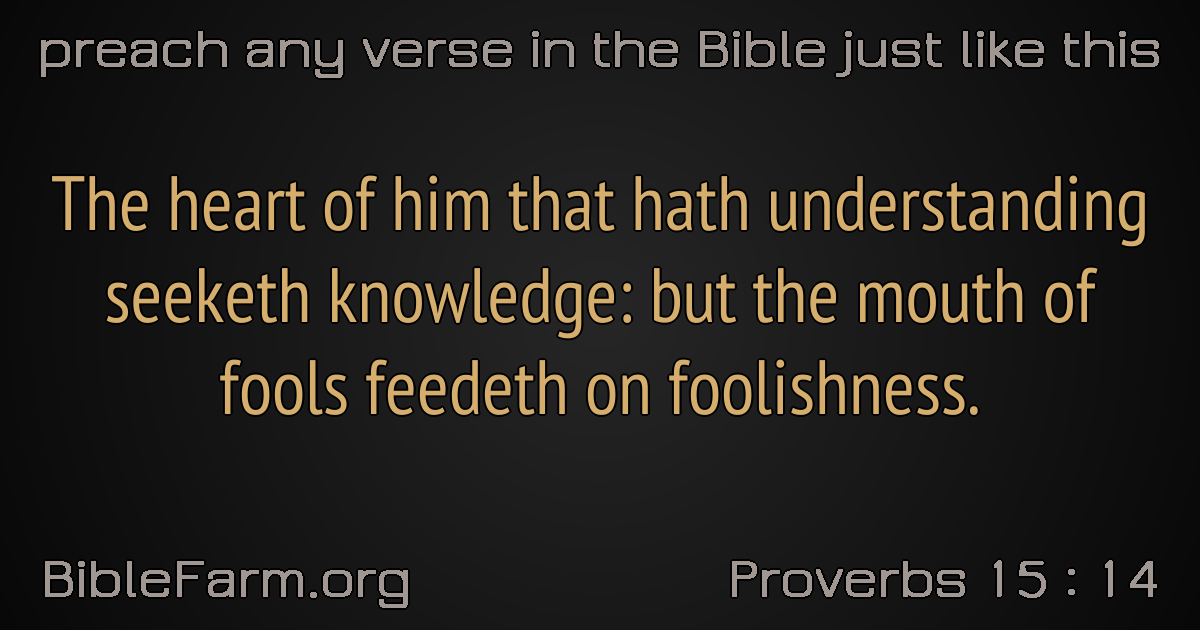 preach any verse in the Bible just like this
The heart of him that hath understanding
seeketh knowledge: but the mouth of
fools feedeth on foolishness.
BibleFarm.org
Proverbs 15 : 14